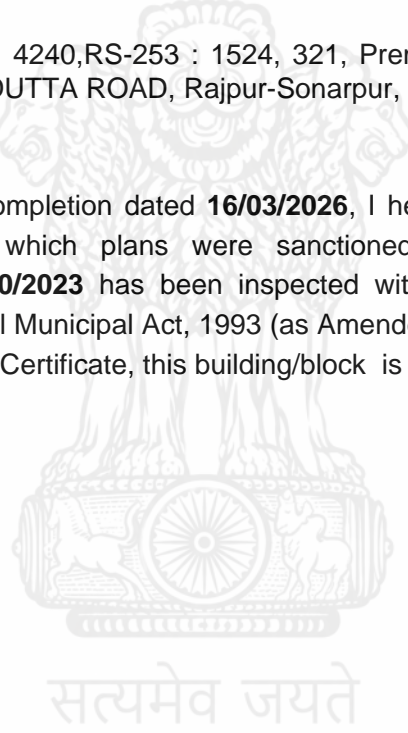 4240,RS-253 : 1524, 321, Prem
DUTTA ROAD, Rajpur-Sonarpur,
ompletion dated 16/03/2026, I he
which plans were sanctioned
0/2023 has been inspected wit
l Municipal Act, 1993 (as Amende
Certificate, this building/block is
सत्यमेव जयते